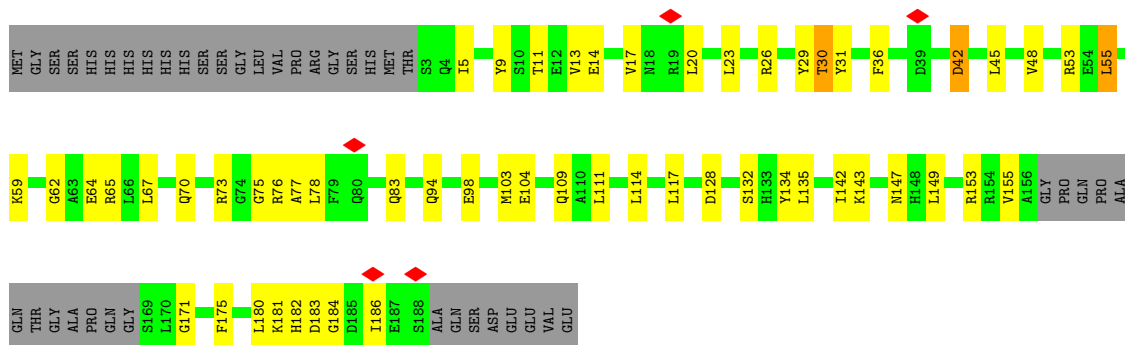 MET GLY SER SER HIS HIS HIS HIS HIS HIS SER SER GLY LEU VAL PRO ARG GLY SER HIS MET THR S3 Q4 I5 Y9 S10 T11 E12 V13 E14 V17 N18 R19 L20 L23 R26 Y29 T30 Y31 F36 D39 D42 L45 V48 R53 E54 L55
K59 G62 A63 E64 R65 L66 L67 Q70 R73 G74 G75 R76 A77 L78 F79 Q80 Q83 Q94 E98 M103 E104 Q109 A110 L111 L114 L117 D128 S132 H133 Y134 L135 I142 K143 N147 H148 L149 R153 R154 V155 A156 GLY PRO GLN PRO ALA
GLN THR GLY ALA PRO GLN GLY S169 L170 G171 F175 L180 K181 H182 D183 G184 D185 I186 E187 S188 ALA GLN SER ASP GLU GLU VAL GLU